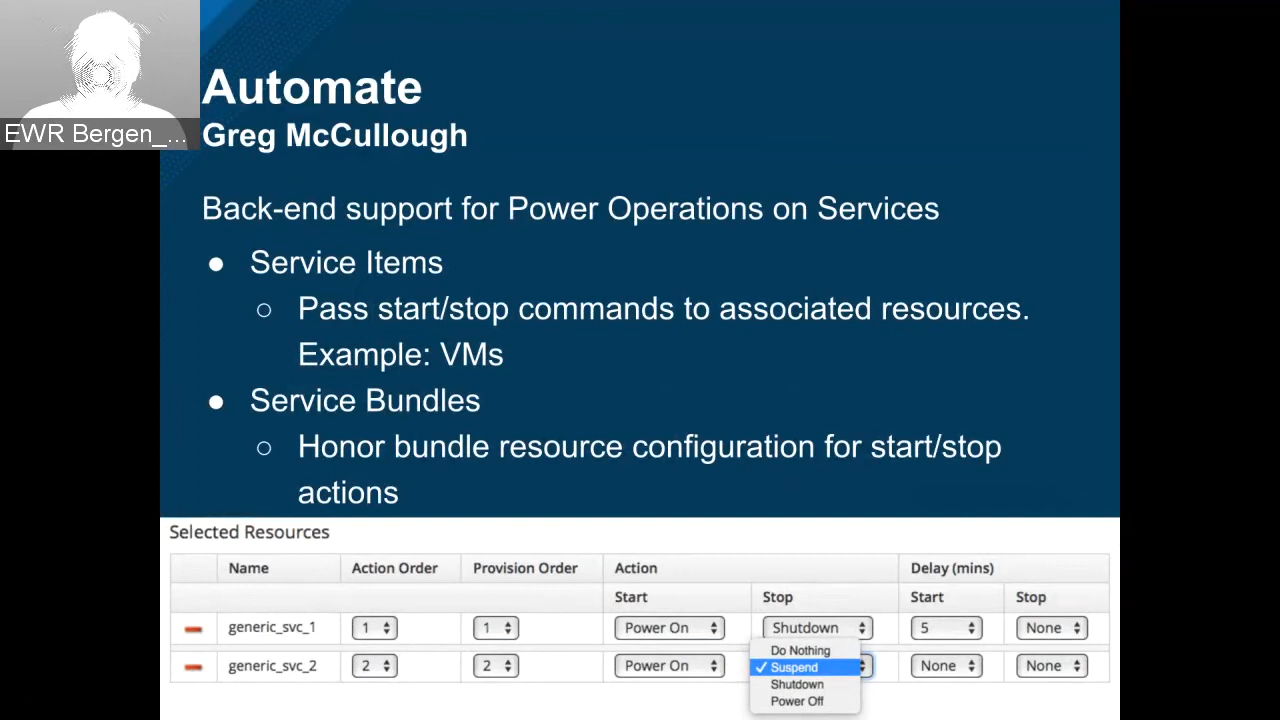 Automate
EWR Bergen_...
Greg McCullough
Back-end support for Power Operations on Services
● Service Items
○ Pass start/stop commands to associated resources.
Example: VMs
● Service Bundles
○ Honor bundle resource configuration for start/stop
actions
Selected Resources
Name Action Order Provision Order Action Delay (mins)
Start Stop Start Stop
generic_svc_1 1 1 Power On Shutdown 5 None
Do Nothing
generic_svc_2 2 2 Power On ✓ Suspend None None
Shutdown
Power Off